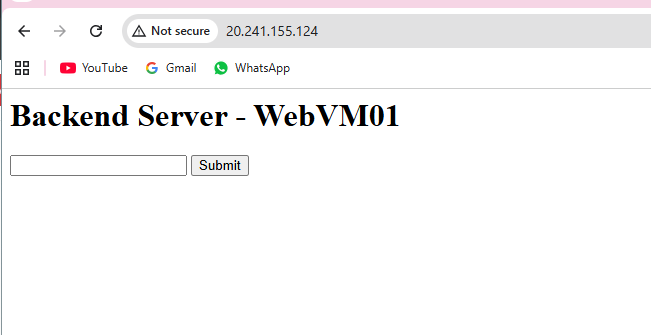 Not secure 20.241.155.124
YouTube Gmail WhatsApp
Backend Server - WebVM01
Submit